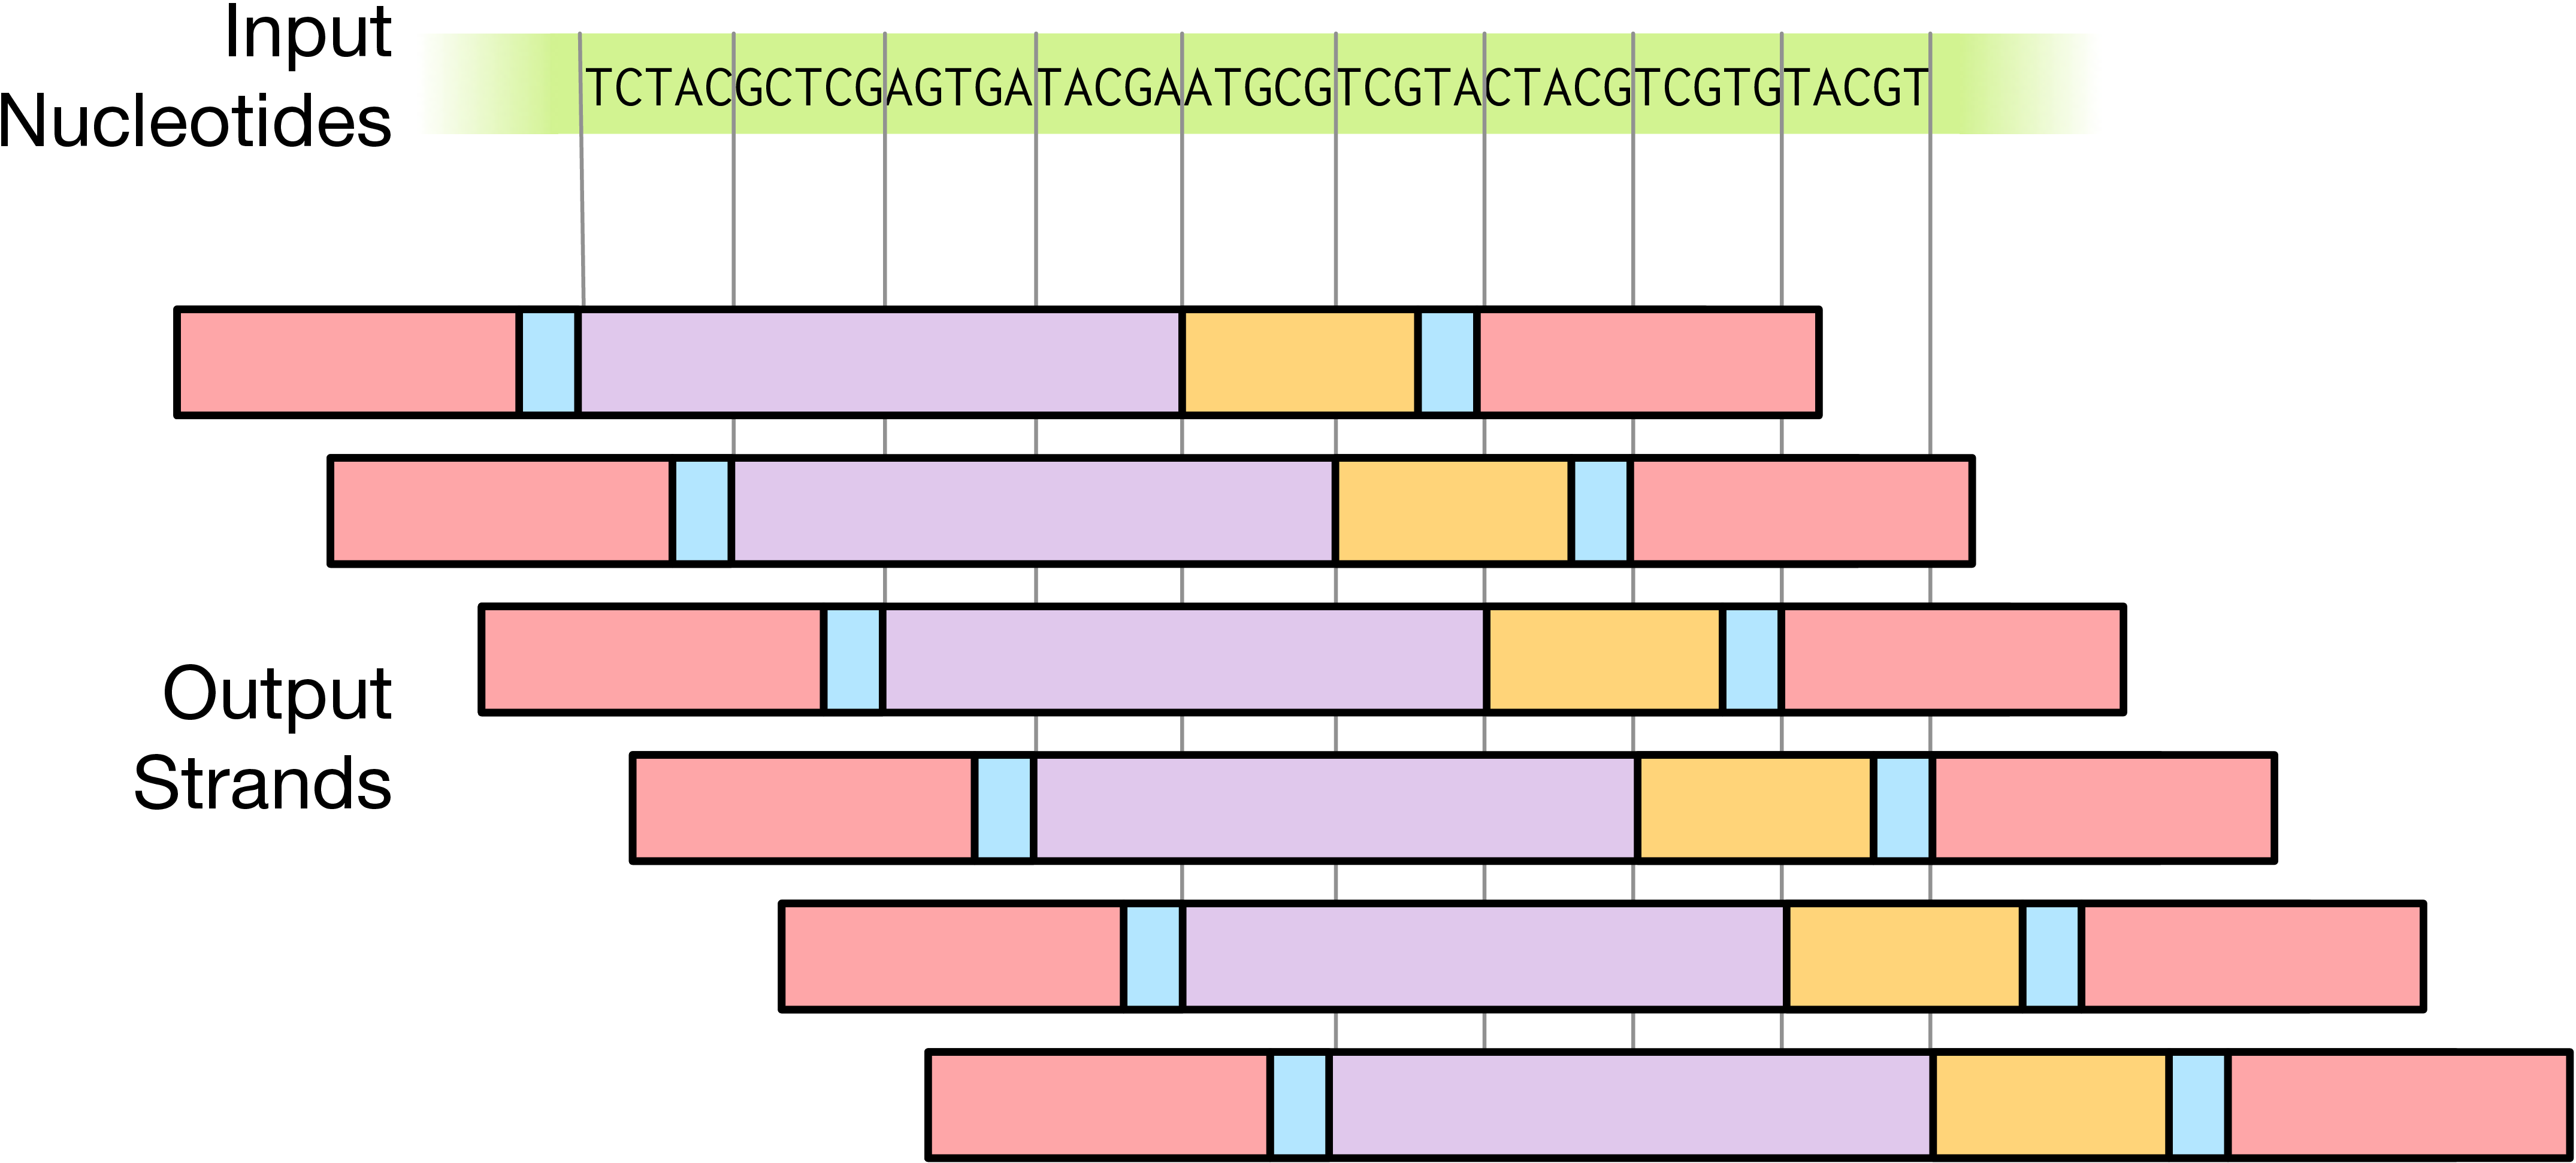 Input
Nucleotides
TCTACGCTCGAGTGATACGAATGCGTCGTACTACGTCGTGTACGT
Output
Strands